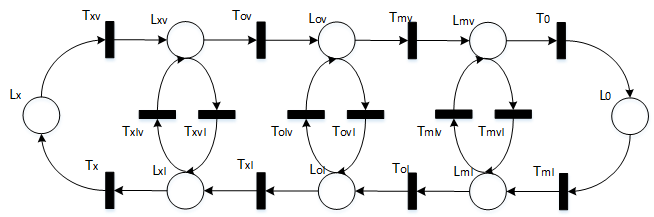 Txv Lxv Tov Lov Tmv Lmv T0
Lx L0
Txlv Txvl Tolv Tovl Tmlv Tmvl
Tx Lxl Txl Lol Tol Lml Tml